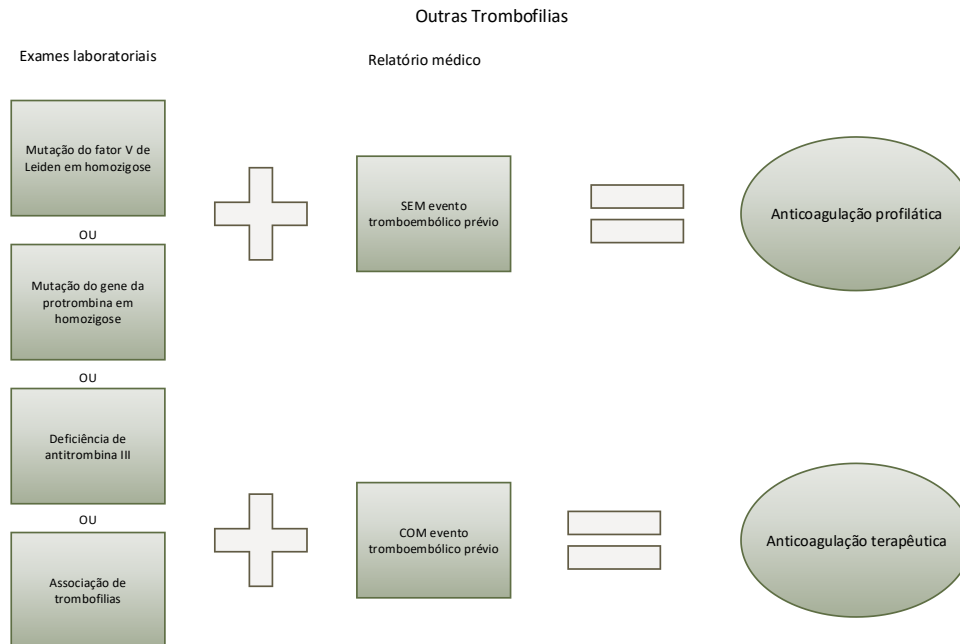 Outras Trombofilias
Exames laboratoriais
Relatório médico
Mutação do fator V de
Leiden em homozigose
OU
Mutação do gene da
protrombina em
homozigose
OU
Deficiência de
antitrombina III
OU
Associação de
trombofilias
SEM evento
tromboembólico prévio
Anticoagulação profilática
COM evento
tromboembólico prévio
Anticoagulação terapêutica